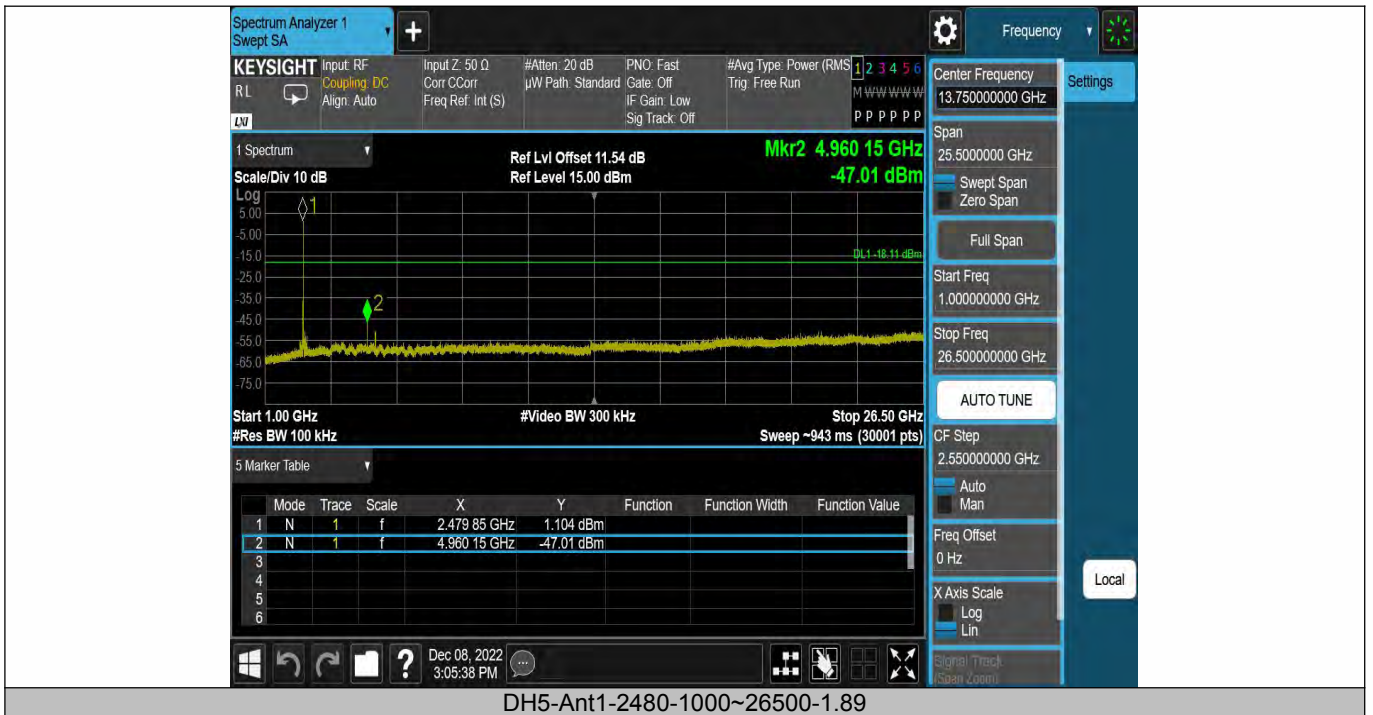 Spectrum Analyzer 1
Swept SA
Frequency
KEYSIGHT
RL
LXI
Input: RF
Coupling: DC
Align: Auto
Input Z: 50 Ω
Corr CCorr
Freq Ref: Int (S)
#Atten: 20 dB
µW Path: Standard
PNO: Fast
Gate: Off
IF Gain: Low
Sig Track: Off
#Avg Type: Power (RMS
Trig: Free Run
1 2 3 4 5 6
M W W W W W
P P P P P P
Center Frequency
13.750000000 GHz
Settings
Span
25.5000000 GHz
Swept Span
Zero Span
Full Span
Start Freq
1.000000000 GHz
Stop Freq
26.500000000 GHz
AUTO TUNE
CF Step
2.550000000 GHz
Auto
Man
Freq Offset
0 Hz
X Axis Scale
Log
Lin
Signal Track
(Span Zoom)
Local
1 Spectrum
Scale/Div 10 dB
Ref Lvl Offset 11.54 dB
Ref Level 15.00 dBm
Mkr2 4.960 15 GHz
-47.01 dBm
Log
1
5.00
-5.00
-15.0
DL1 -18.11 dBm
-25.0
-35.0
2
-45.0
-55.0
-65.0
-75.0
Start 1.00 GHz
#Video BW 300 kHz
Stop 26.50 GHz
#Res BW 100 kHz
Sweep ~943 ms (30001 pts)
5 Marker Table
Mode Trace Scale X Y Function Function Width Function Value
1 N 1 f 2.479 85 GHz 1.104 dBm
2 N 1 f 4.960 15 GHz -47.01 dBm
3
4
5
6
?
Dec 08, 2022
3:05:38 PM
DH5-Ant1-2480-1000~26500-1.89